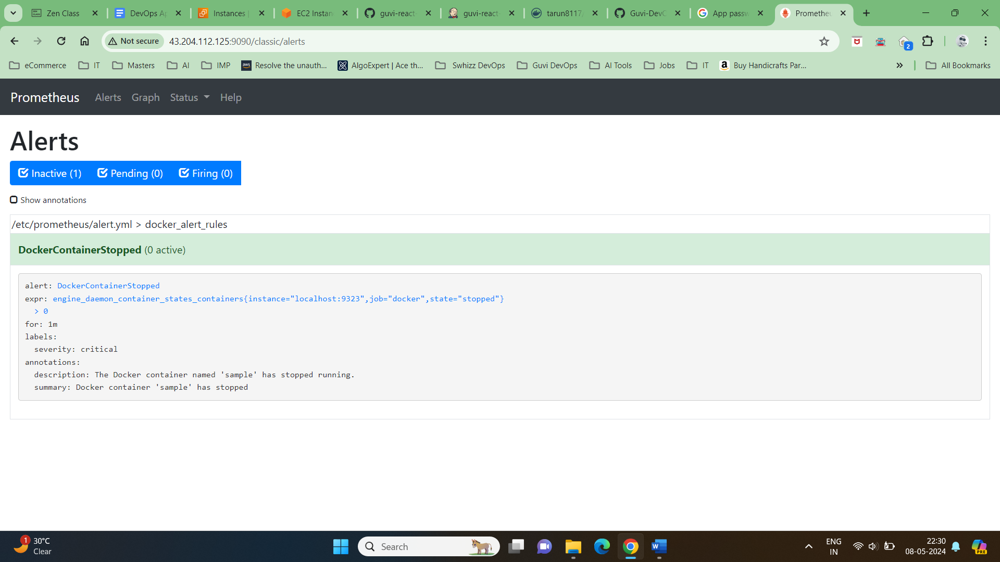 Zen Class
DevOps Ap
Instances |
EC2 Instan
guvi-react-
guvi-react-
tarun8117/
Guvi-DevO
App passw
Prometheu
Not secure
43.204.112.125:9090/classic/alerts
2
eCommerce
IT
Masters
AI
IMP
aws
Resolve the unauth...
AlgoExpert | Ace th...
Swhizz DevOps
Guvi DevOps
AI Tools
Jobs
IT
Buy Handicrafts Par...
All Bookmarks
Prometheus
Alerts
Graph
Status
Help
Alerts
Inactive (1)
Pending (0)
Firing (0)
Show annotations
/etc/prometheus/alert.yml > docker_alert_rules
DockerContainerStopped (0 active)
alert: DockerContainerStopped
expr: engine_daemon_container_states_containers{instance="localhost:9323",job="docker",state="stopped"}
> 0
for: 1m
labels:
severity: critical
annotations:
description: The Docker container named 'sample' has stopped running.
summary: Docker container 'sample' has stopped
1
30°C
Clear
Search
W
ENG
IN
22:30
08-05-2024
PRE